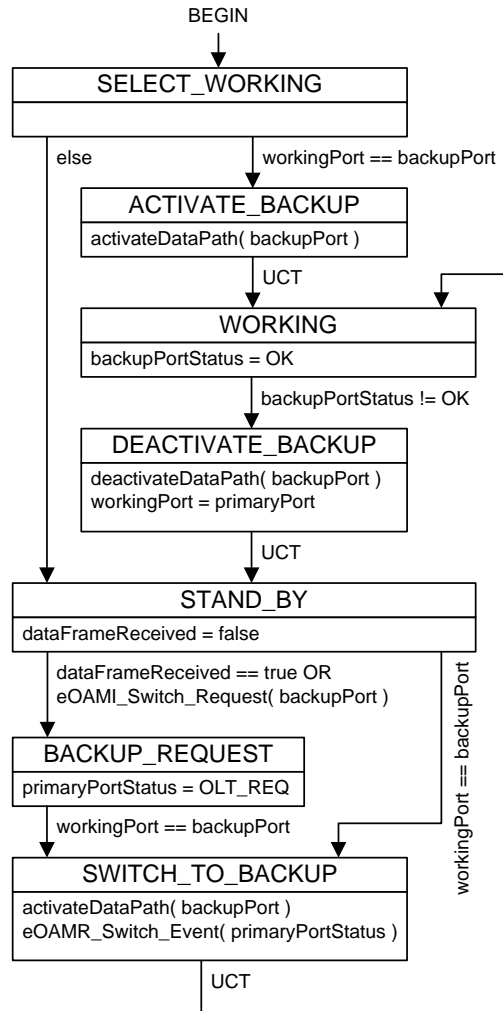 BEGIN
SELECT_WORKING
else
workingPort == backupPort
ACTIVATE_BACKUP
activateDataPath( backupPort )
UCT
WORKING
backupPortStatus = OK
backupPortStatus != OK
DEACTIVATE_BACKUP
deactivateDataPath( backupPort )
workingPort = primaryPort
UCT
STAND_BY
dataFrameReceived = false
dataFrameReceived == true OR
eOAMI_Switch_Request( backupPort )
workingPort == backupPort
BACKUP_REQUEST
primaryPortStatus = OLT_REQ
workingPort == backupPort
SWITCH_TO_BACKUP
activateDataPath( backupPort )
eOAMR_Switch_Event( primaryPortStatus )
UCT